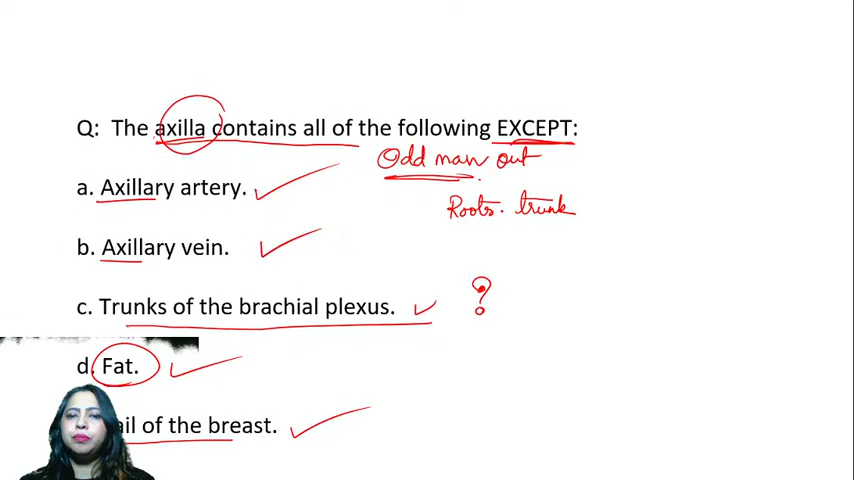 Q: The axilla contains all of the following EXCEPT:
Odd man out
a. Axillary artery.
Roots. trunk
b. Axillary vein.
c. Trunks of the brachial plexus. ?
d. Fat.
ail of the breast.